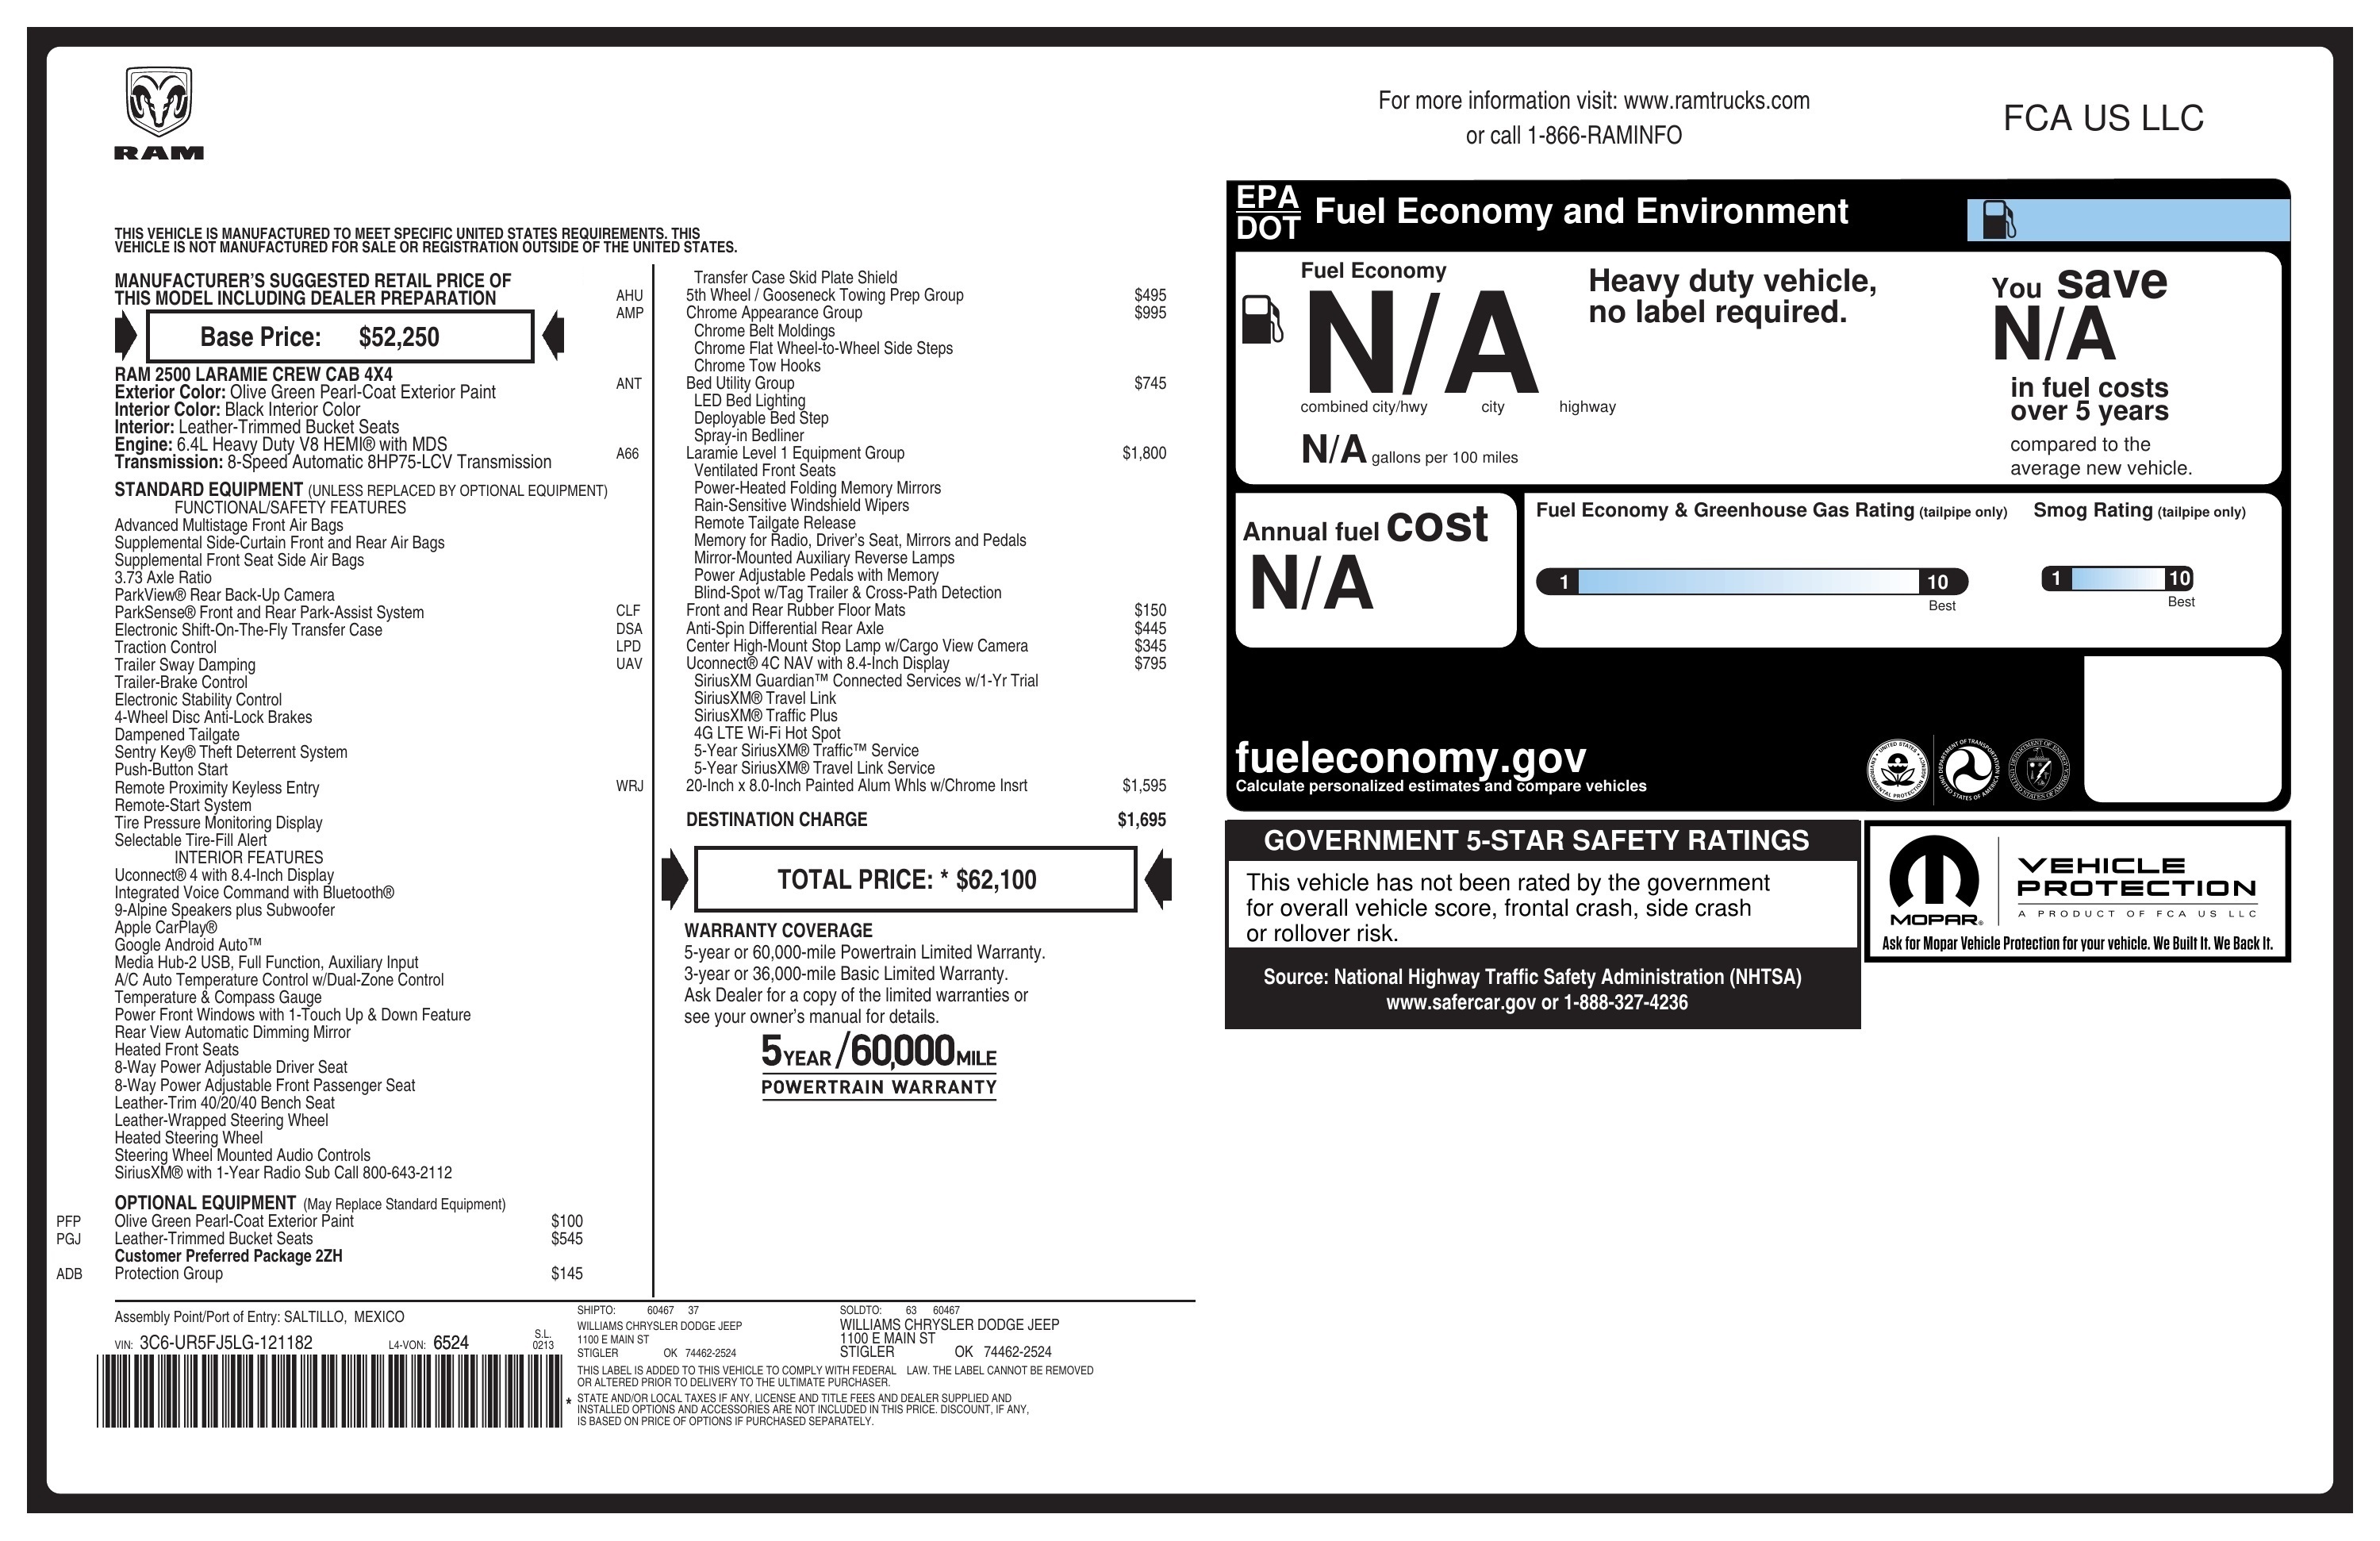 RAM
For more information visit: www.ramtrucks.com
or call 1-866-RAMINFO
FCA US LLC
THIS VEHICLE IS MANUFACTURED TO MEET SPECIFIC UNITED STATES REQUIREMENTS. THIS
VEHICLE IS NOT MANUFACTURED FOR SALE OR REGISTRATION OUTSIDE OF THE UNITED STATES.
MANUFACTURER'S SUGGESTED RETAIL PRICE OF
THIS MODEL INCLUDING DEALER PREPARATION
Base Price: $52,250
RAM 2500 LARAMIE CREW CAB 4X4
Exterior Color: Olive Green Pearl-Coat Exterior Paint
Interior Color: Black Interior Color
Interior: Leather-Trimmed Bucket Seats
Engine: 6.4L Heavy Duty V8 HEMI® with MDS
Transmission: 8-Speed Automatic 8HP75-LCV Transmission
STANDARD EQUIPMENT (UNLESS REPLACED BY OPTIONAL EQUIPMENT)
FUNCTIONAL/SAFETY FEATURES
Advanced Multistage Front Air Bags
Supplemental Side-Curtain Front and Rear Air Bags
Supplemental Front Seat Side Air Bags
3.73 Axle Ratio
ParkView® Rear Back-Up Camera
ParkSense® Front and Rear Park-Assist System
Electronic Shift-On-The-Fly Transfer Case
Traction Control
Trailer Sway Damping
Trailer-Brake Control
Electronic Stability Control
4-Wheel Disc Anti-Lock Brakes
Dampened Tailgate
Sentry Key® Theft Deterrent System
Push-Button Start
Remote Proximity Keyless Entry
Remote-Start System
Tire Pressure Monitoring Display
Selectable Tire-Fill Alert
INTERIOR FEATURES
Uconnect® 4 with 8.4-Inch Display
Integrated Voice Command with Bluetooth®
9-Alpine Speakers plus Subwoofer
Apple CarPlay®
Google Android Auto™
Media Hub-2 USB, Full Function, Auxiliary Input
A/C Auto Temperature Control w/Dual-Zone Control
Temperature & Compass Gauge
Power Front Windows with 1-Touch Up & Down Feature
Rear View Automatic Dimming Mirror
Heated Front Seats
8-Way Power Adjustable Driver Seat
8-Way Power Adjustable Front Passenger Seat
Leather-Trim 40/20/40 Bench Seat
Leather-Wrapped Steering Wheel
Heated Steering Wheel
Steering Wheel Mounted Audio Controls
SiriusXM® with 1-Year Radio Sub Call 800-643-2112
OPTIONAL EQUIPMENT (May Replace Standard Equipment)
PFP Olive Green Pearl-Coat Exterior Paint $100
PGJ Leather-Trimmed Bucket Seats $545
Customer Preferred Package 2ZH
ADB Protection Group $145
Transfer Case Skid Plate Shield
AHU 5th Wheel / Gooseneck Towing Prep Group $495
AMP Chrome Appearance Group $995
Chrome Belt Moldings
Chrome Flat Wheel-to-Wheel Side Steps
Chrome Tow Hooks
ANT Bed Utility Group $745
LED Bed Lighting
Deployable Bed Step
Spray-in Bedliner
A66 Laramie Level 1 Equipment Group $1,800
Ventilated Front Seats
Power-Heated Folding Memory Mirrors
Rain-Sensitive Windshield Wipers
Remote Tailgate Release
Memory for Radio, Driver's Seat, Mirrors and Pedals
Mirror-Mounted Auxiliary Reverse Lamps
Power Adjustable Pedals with Memory
Blind-Spot w/Tag Trailer & Cross-Path Detection
CLF Front and Rear Rubber Floor Mats $150
DSA Anti-Spin Differential Rear Axle $445
LPD Center High-Mount Stop Lamp w/Cargo View Camera $345
UAV Uconnect® 4C NAV with 8.4-Inch Display $795
SiriusXM Guardian™ Connected Services w/1-Yr Trial
SiriusXM® Travel Link
SiriusXM® Traffic Plus
4G LTE Wi-Fi Hot Spot
5-Year SiriusXM® Traffic™ Service
5-Year SiriusXM® Travel Link Service
WRJ 20-Inch x 8.0-Inch Painted Alum Whls w/Chrome Insrt $1,595
DESTINATION CHARGE $1,695
TOTAL PRICE: * $62,100
WARRANTY COVERAGE
5-year or 60,000-mile Powertrain Limited Warranty.
3-year or 36,000-mile Basic Limited Warranty.
Ask Dealer for a copy of the limited warranties or
see your owner's manual for details.
5 YEAR /60,000 MILE
POWERTRAIN WARRANTY
Assembly Point/Port of Entry: SALTILLO, MEXICO
VIN: 3C6-UR5FJ5LG-121182 L4-VON: 6524
S.L.
0213
SHIPTO: 60467 37
WILLIAMS CHRYSLER DODGE JEEP
1100 E MAIN ST
STIGLER OK 74462-2524
SOLDTO: 63 60467
WILLIAMS CHRYSLER DODGE JEEP
1100 E MAIN ST
STIGLER OK 74462-2524
THIS LABEL IS ADDED TO THIS VEHICLE TO COMPLY WITH FEDERAL LAW. THE LABEL CANNOT BE REMOVED
OR ALTERED PRIOR TO DELIVERY TO THE ULTIMATE PURCHASER.
* STATE AND/OR LOCAL TAXES IF ANY, LICENSE AND TITLE FEES AND DEALER SUPPLIED AND
INSTALLED OPTIONS AND ACCESSORIES ARE NOT INCLUDED IN THIS PRICE. DISCOUNT, IF ANY,
IS BASED ON PRICE OF OPTIONS IF PURCHASED SEPARATELY.
EPA
DOT
Fuel Economy and Environment
Fuel Economy
N/A
combined city/hwy city highway
N/A gallons per 100 miles
Heavy duty vehicle,
no label required.
You save
N/A
in fuel costs
over 5 years
compared to the
average new vehicle.
Annual fuel cost
N/A
Fuel Economy & Greenhouse Gas Rating (tailpipe only)
1 10
Best
Smog Rating (tailpipe only)
1 10
Best
fueleconomy.gov
Calculate personalized estimates and compare vehicles
GOVERNMENT 5-STAR SAFETY RATINGS
This vehicle has not been rated by the government
for overall vehicle score, frontal crash, side crash
or rollover risk.
Source: National Highway Traffic Safety Administration (NHTSA)
www.safercar.gov or 1-888-327-4236
MOPAR®
VEHICLE
PROTECTION
A PRODUCT OF FCA US LLC
Ask for Mopar Vehicle Protection for your vehicle. We Built It. We Back It.